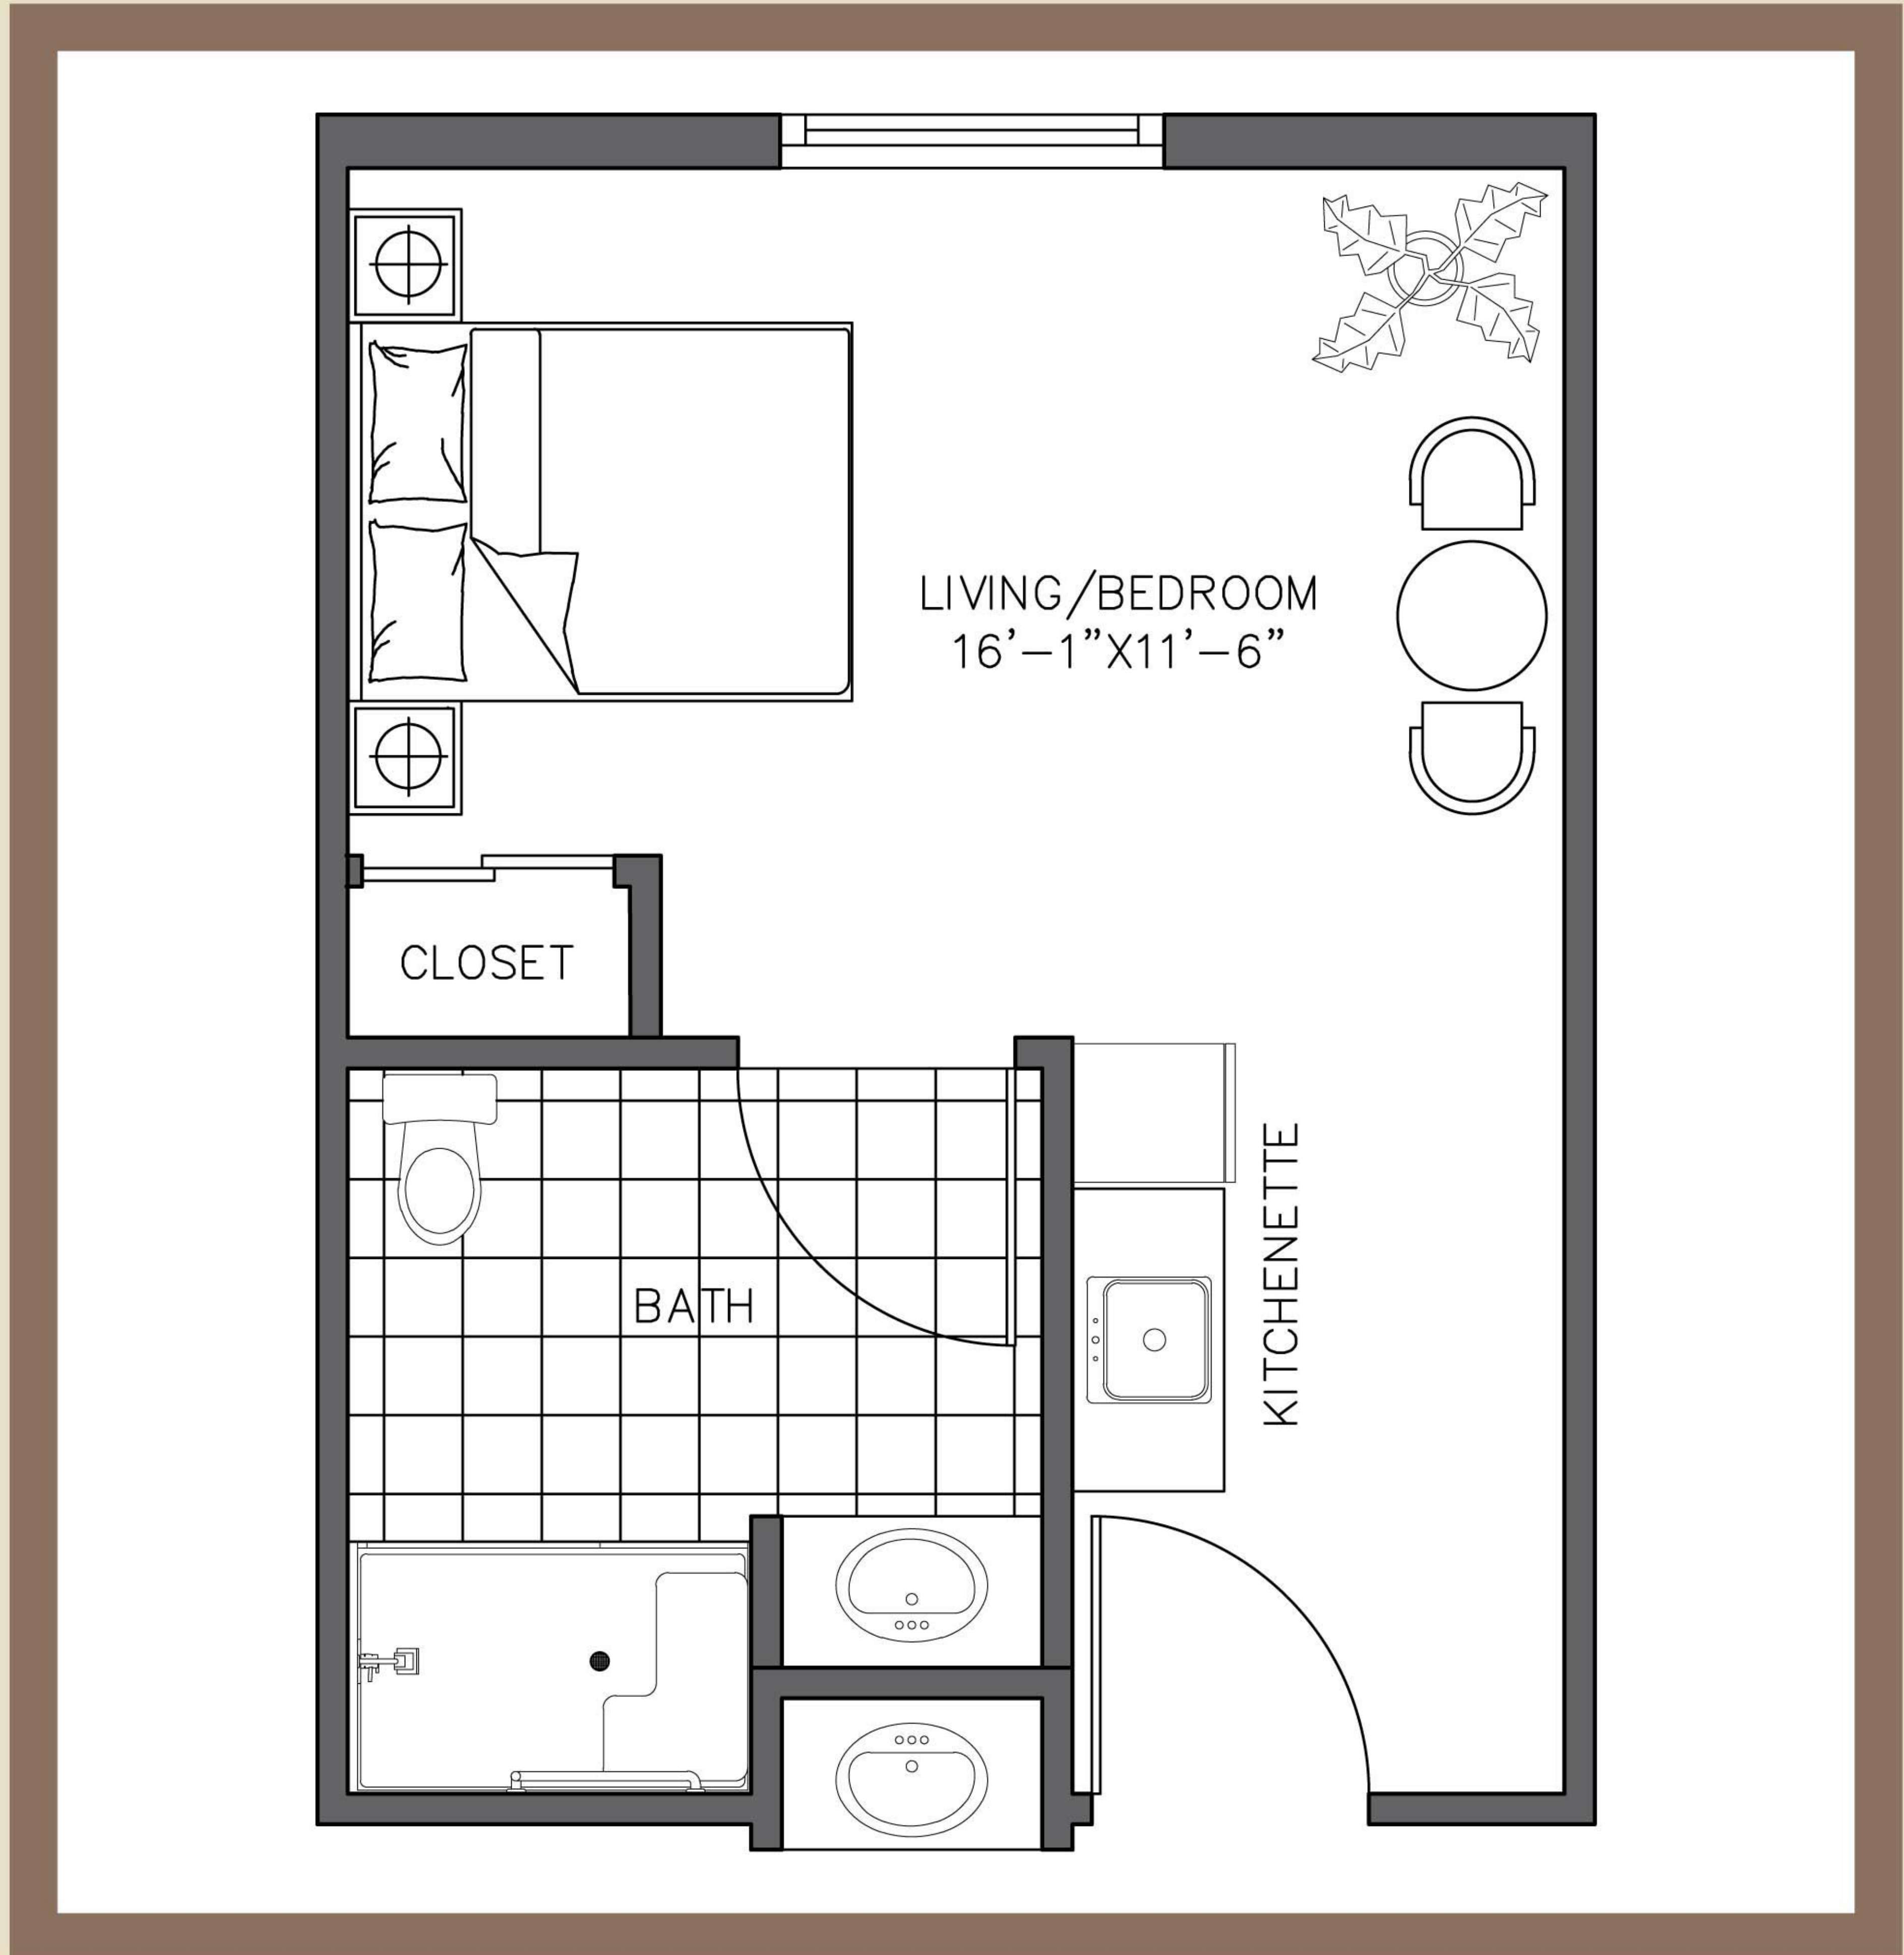 LIVING/BEDROOM
16’–1”X11’–6”
CLOSET
BATH
KITCHENETTE